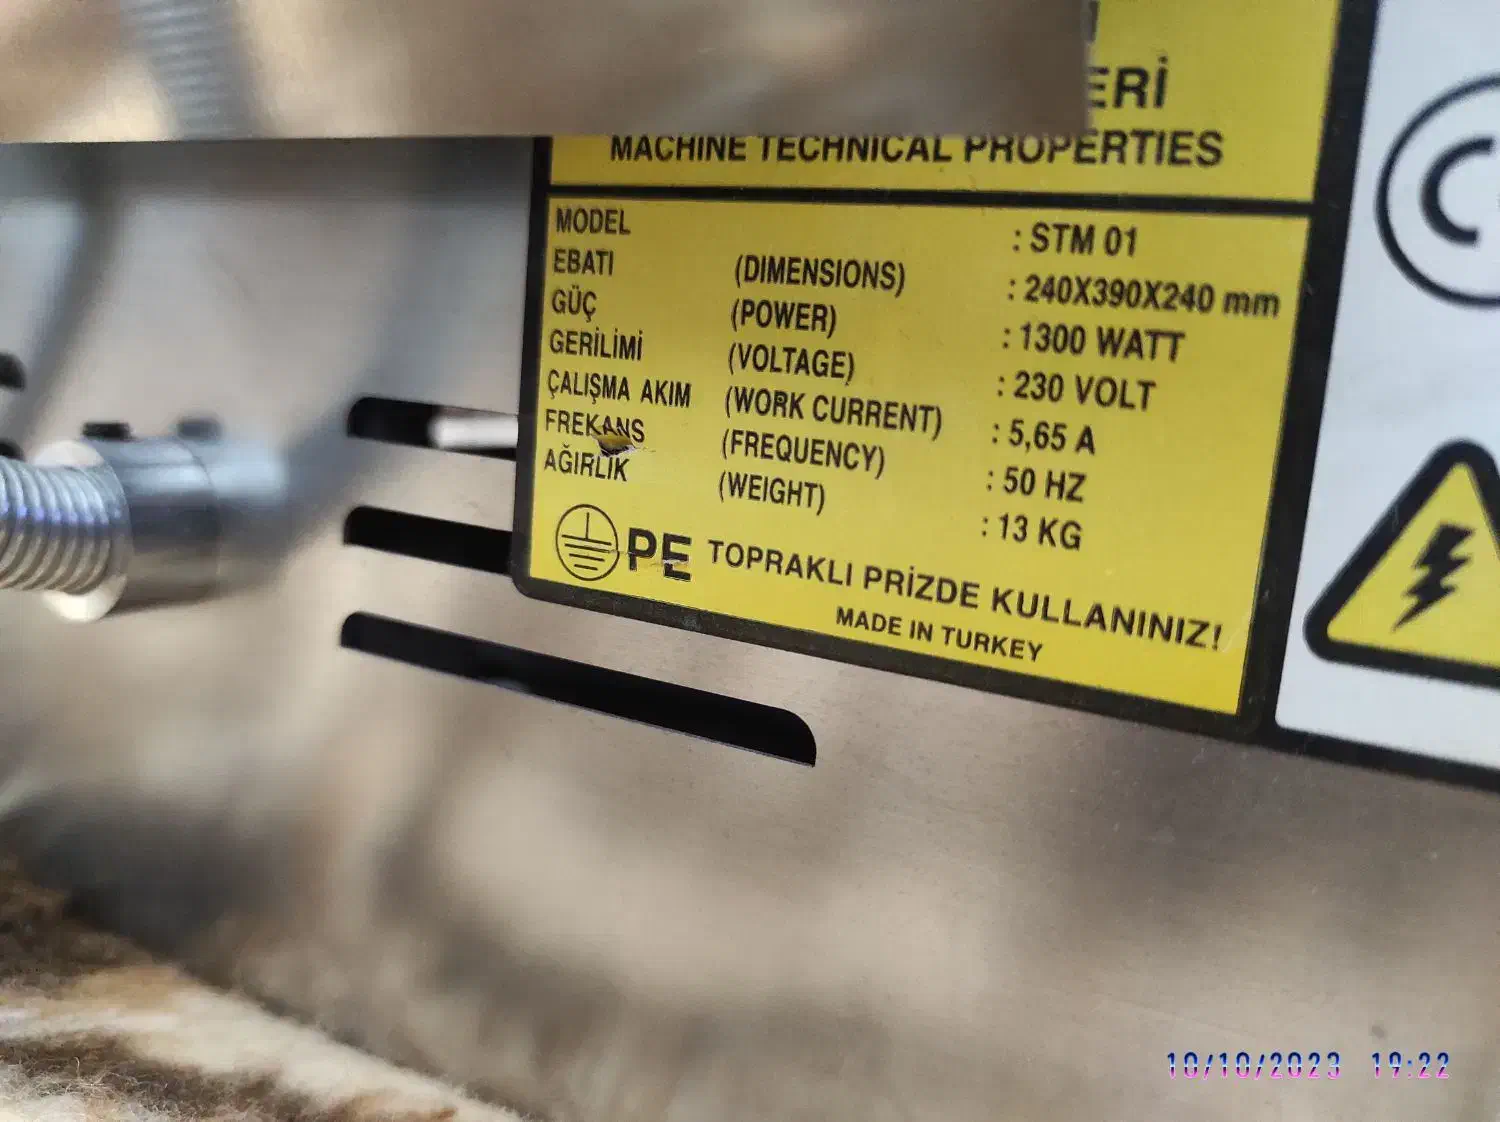 ERİ
MACHINE TECHNICAL PROPERTIES
MODEL : STM 01
EBATI (DIMENSIONS) : 240X390X240 mm
GÜÇ (POWER) : 1300 WATT
GERİLİMİ (VOLTAGE) : 230 VOLT
ÇALIŞMA AKIM (WORK CURRENT) : 5,65 A
FREKANS (FREQUENCY) : 50 HZ
AĞIRLIK (WEIGHT) : 13 KG
PE TOPRAKLI PRİZDE KULLANINIZ!
MADE IN TURKEY
10/10/2023 19:22